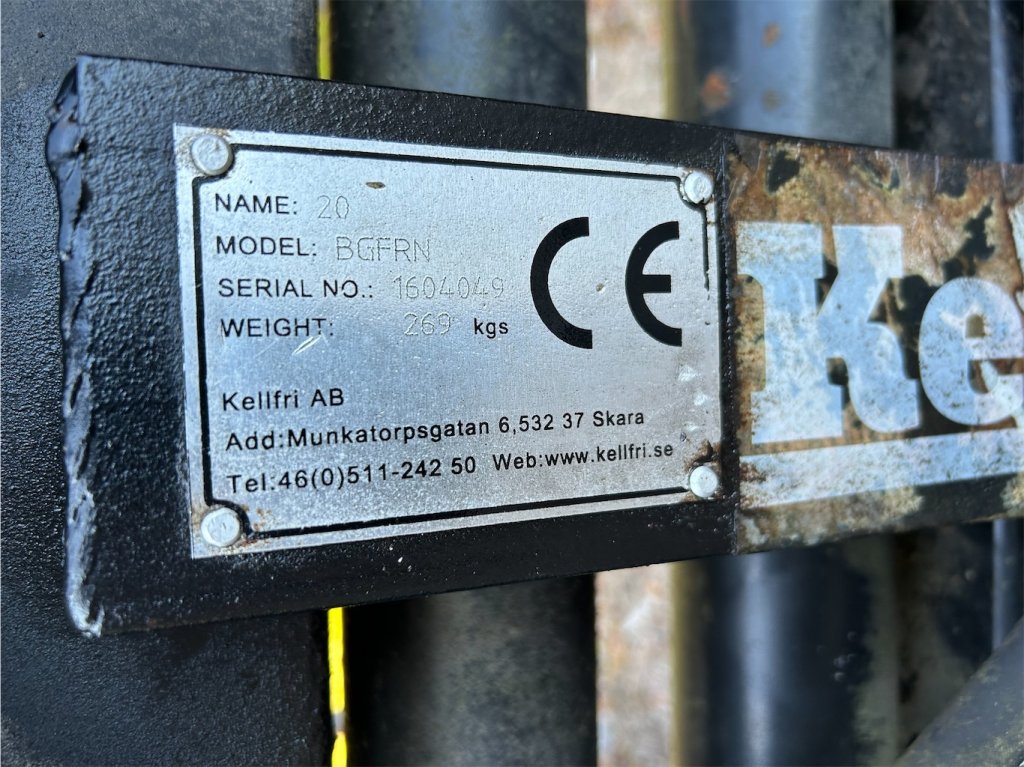 NAME: 20
MODEL: BGFRN
SERIAL NO.: 1604049
WEIGHT: 269 kgs
CE
Kellfri AB
Add:Munkatorpsgatan 6,532 37 Skara
Tel:46(0)511-242 50 Web:www.kellfri.se
Ke